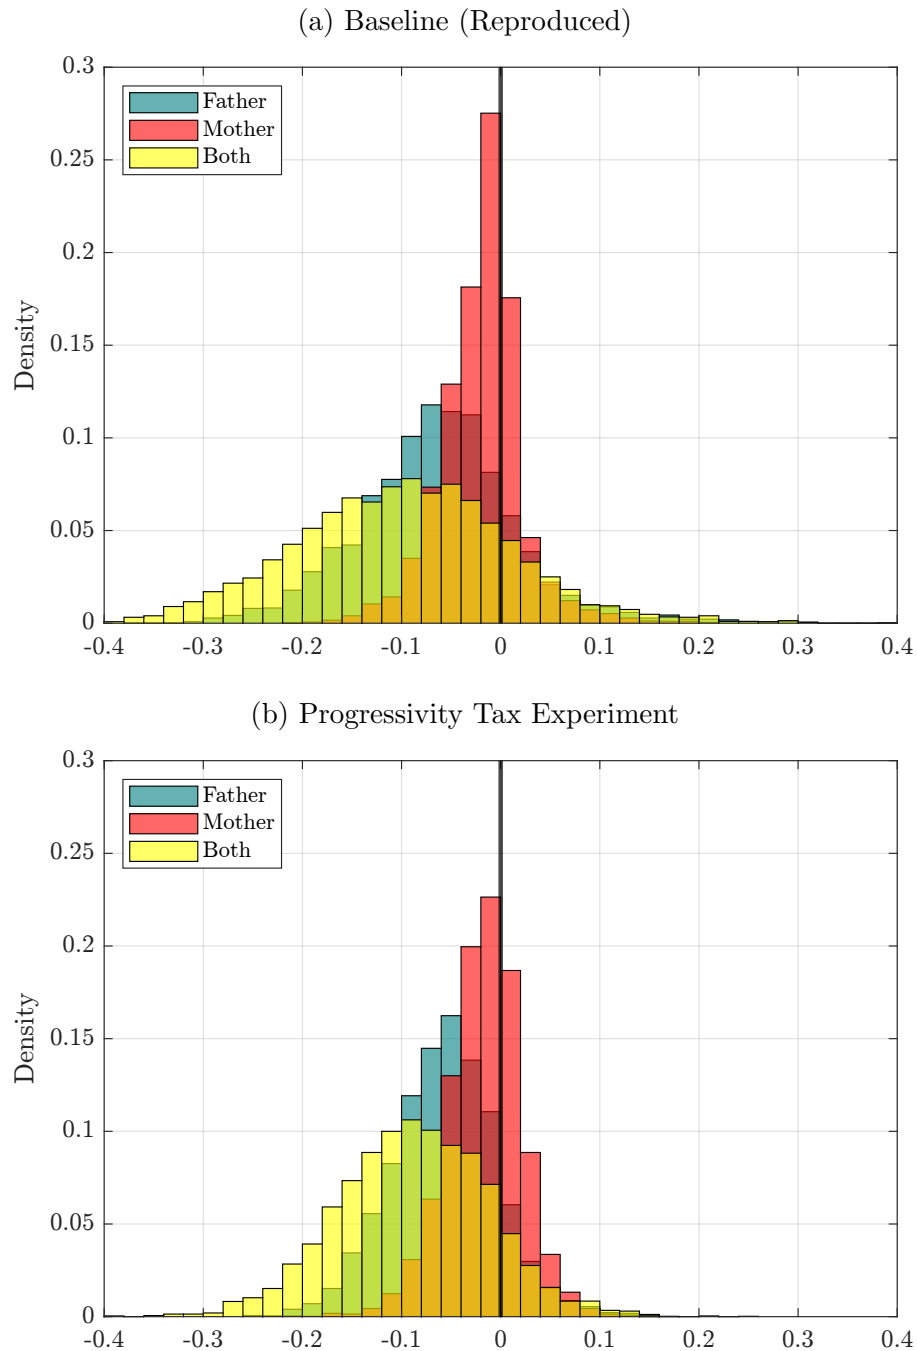 (a) Baseline (Reproduced)
0.3
Father
Mother
Both
0.25
0.2
0.15
0.1
0.05
0
Density
-0.4 -0.3 -0.2 -0.1 0 0.1 0.2 0.3 0.4
(b) Progressivity Tax Experiment
0.3
Father
Mother
Both
0.25
0.2
0.15
0.1
0.05
0
Density
-0.4 -0.3 -0.2 -0.1 0 0.1 0.2 0.3 0.4